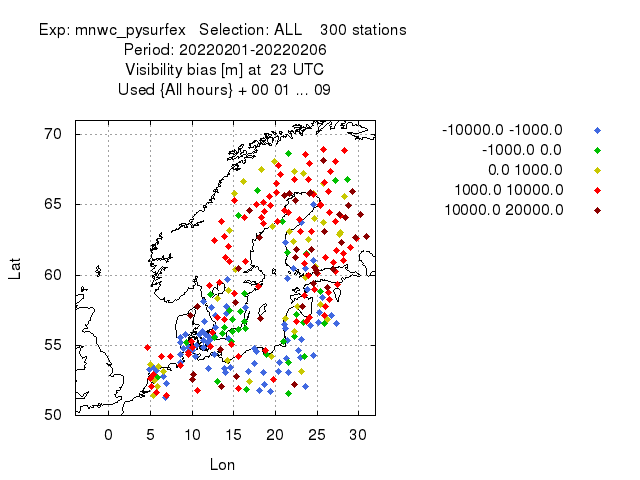 Exp: mnwc_pysurfex Selection: ALL 300 stations
Period: 20220201-20220206
Visibility bias [m] at 23 UTC
Used {All hours} + 00 01 ... 09
-10000.0 -1000.0
-1000.0 0.0
0.0 1000.0
1000.0 10000.0
10000.0 20000.0
70
65
60
55
50
Lat
0 5 10 15 20 25 30
Lon